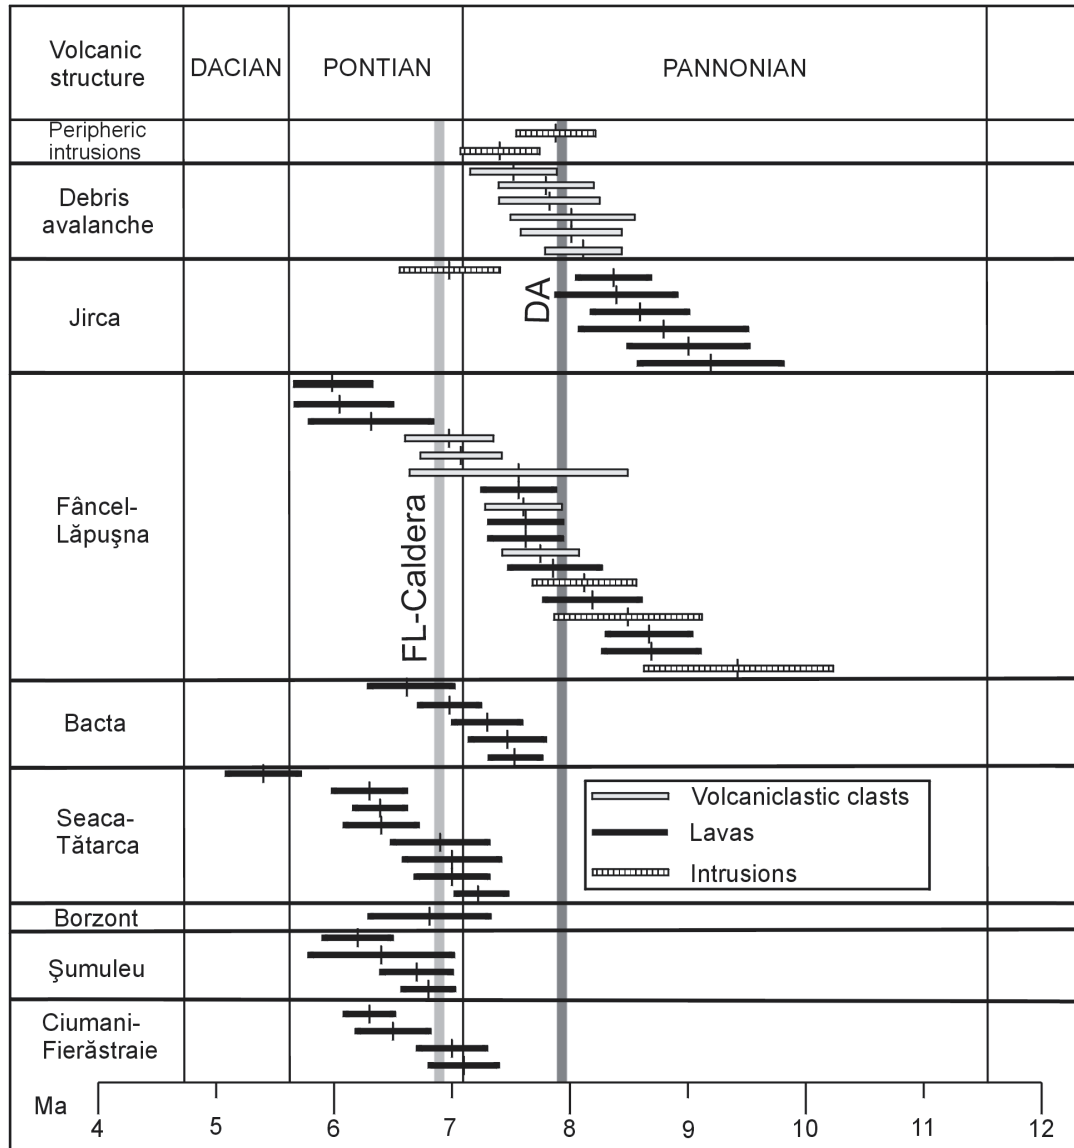 Volcanic
structure
DACIAN
PONTIAN
PANNONIAN
Peripheric
intrusions
Debris
avalanche
DA
Jirca
FL-Caldera
Fâncel-
Lăpuşna
Bacta
Seaca-
Tătarca
Volcaniclastic clasts
Lavas
Intrusions
Borzont
Şumuleu
Ciumani-
Fierăstraie
Ma
4 5 6 7 8 9 10 11 12